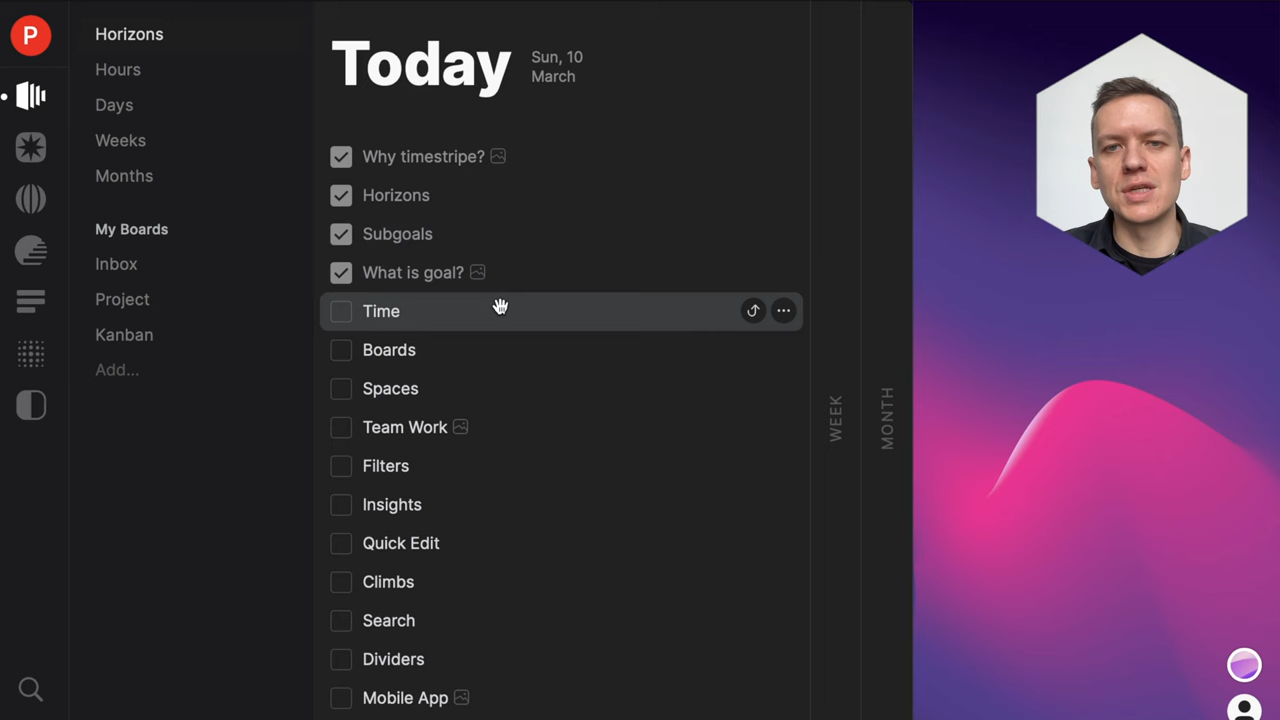 P
Horizons
Hours
Days
Weeks
Months
My Boards
Inbox
Project
Kanban
Add...
Today
Sun, 10
March
Why timestripe?
Horizons
Subgoals
What is goal?
Time
Boards
Spaces
Team Work
Filters
Insights
Quick Edit
Climbs
Search
Dividers
Mobile App
WEEK
MONTH